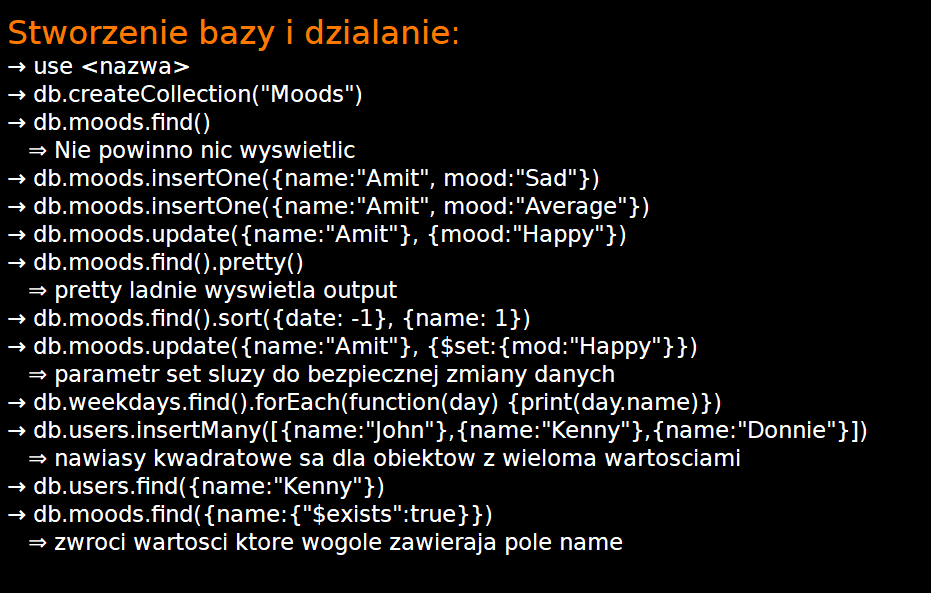 Stworzenie bazy i dzialanie:
→ use <nazwa>
→ db.createCollection("Moods")
→ db.moods.find()
⇒ Nie powinno nic wyswietlic
→ db.moods.insertOne({name:"Amit", mood:"Sad"})
→ db.moods.insertOne({name:"Amit", mood:"Average"})
→ db.moods.update({name:"Amit"}, {mood:"Happy"})
→ db.moods.find().pretty()
⇒ pretty ladnie wyswietla output
→ db.moods.find().sort({date: -1}, {name: 1})
→ db.moods.update({name:"Amit"}, {$set:{mod:"Happy"}})
⇒ parametr set sluzy do bezpiecznej zmiany danych
→ db.weekdays.find().forEach(function(day) {print(day.name)})
→ db.users.insertMany([{name:"John"},{name:"Kenny"},{name:"Donnie"}])
⇒ nawiasy kwadratowe sa dla obiektow z wieloma wartosciami
→ db.users.find({name:"Kenny"})
→ db.moods.find({name:{"$exists":true}})
⇒ zwroci wartosci ktore wogole zawieraja pole name